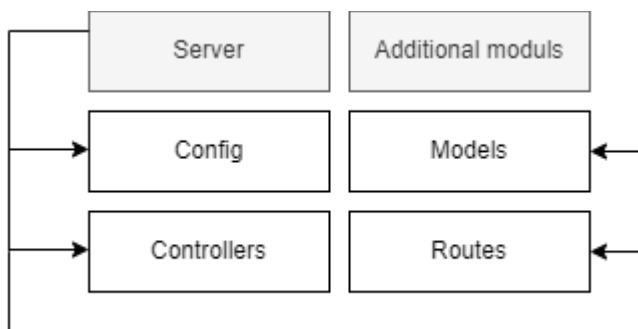 Server
Additional moduls
Config
Models
Controllers
Routes